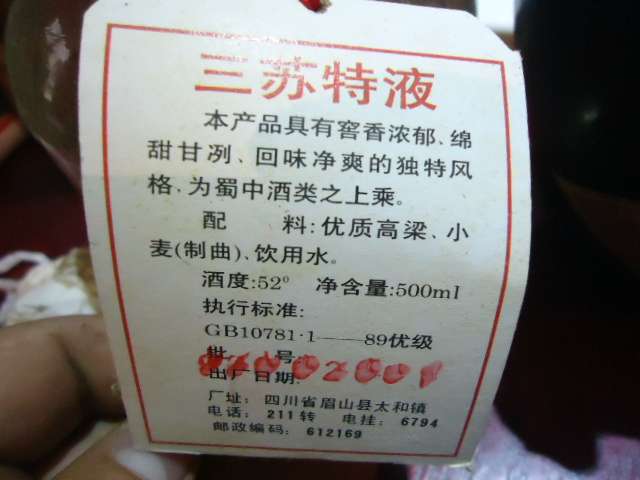 三苏特液
本产品具有窖香浓郁、绵
甜甘冽、回味净爽的独特风
格，为蜀中酒类之上乘。
配 料：优质高梁、小
麦(制曲)、饮用水。
酒度:52° 净含量:500ml
执行标准:
GB10781·1——89优级
批 号
出厂日期:
厂址: 四川省眉山县太和镇
电话: 211转 电挂: 6794
邮政编码: 612169